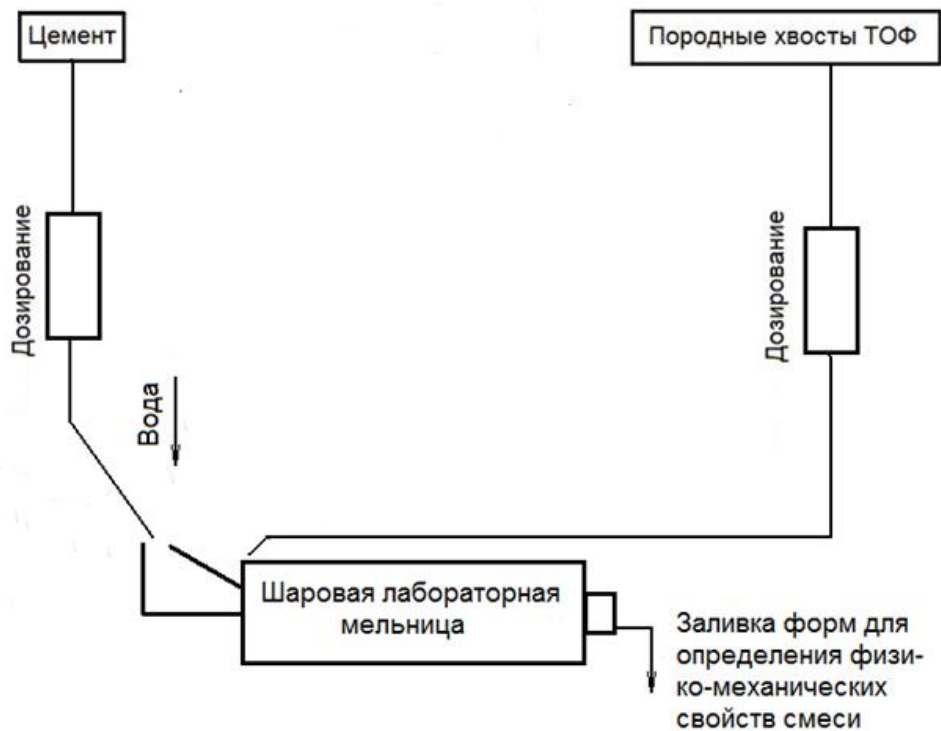 Цемент
Породные хвосты ТОФ
Дозирование
Дозирование
Вода
Шаровая лабораторная
мельница
Заливка форм для
определения физи-
ко-механических
свойств смеси